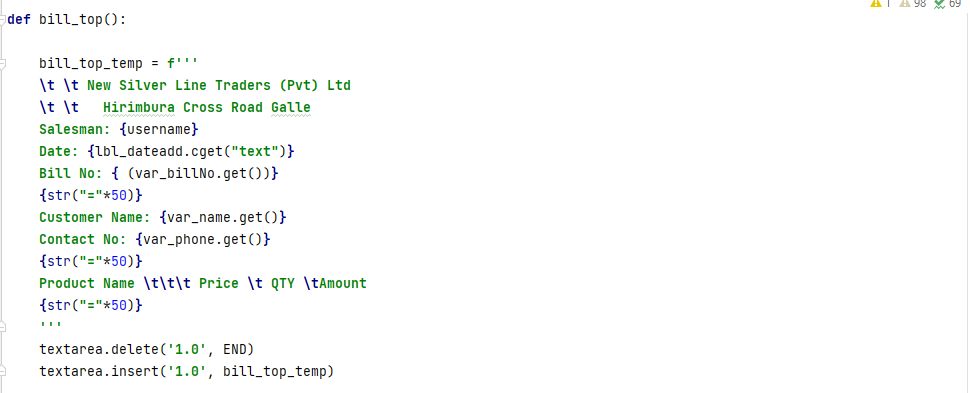 1 98 69
def bill_top():
bill_top_temp = f'''
\t \t New Silver Line Traders (Pvt) Ltd
\t \t   Hirimbura Cross Road Galle
Salesman: {username}
Date: {lbl_dateadd.cget("text")}
Bill No: { (var_billNo.get())}
{str("="*50)}
Customer Name: {var_name.get()}
Contact No: {var_phone.get()}
{str("="*50)}
Product Name \t\t\t Price \t QTY \tAmount
{str("="*50)}
'''
textarea.delete('1.0', END)
textarea.insert('1.0', bill_top_temp)